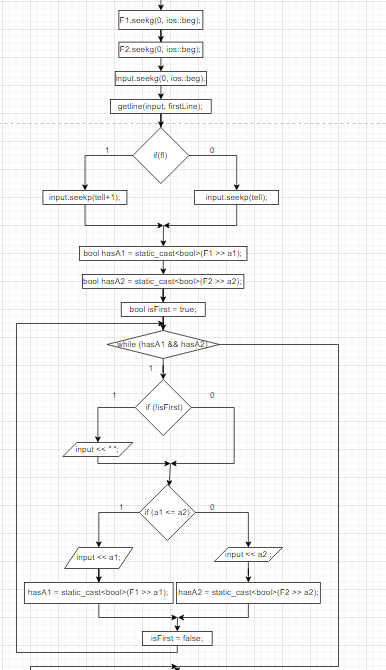 F1.seekg(0, ios::beg);
F2.seekg(0, ios::beg);
input.seekg(0, ios::beg);
getline(input, firstLine);
if(fl)
1
0
input.seekp(tell+1);
input.seekp(tell);
bool hasA1 = static_cast<bool>(F1 >> a1);
bool hasA2 = static_cast<bool>(F2 >> a2);
bool isFirst = true;
while (hasA1 && hasA2)
1
if (!isFirst)
1
0
input << " ";
if (a1 <= a2)
1
0
input << a1;
input << a2 ;
hasA1 = static_cast<bool>(F1 >> a1);
hasA2 = static_cast<bool>(F2 >> a2);
isFirst = false;